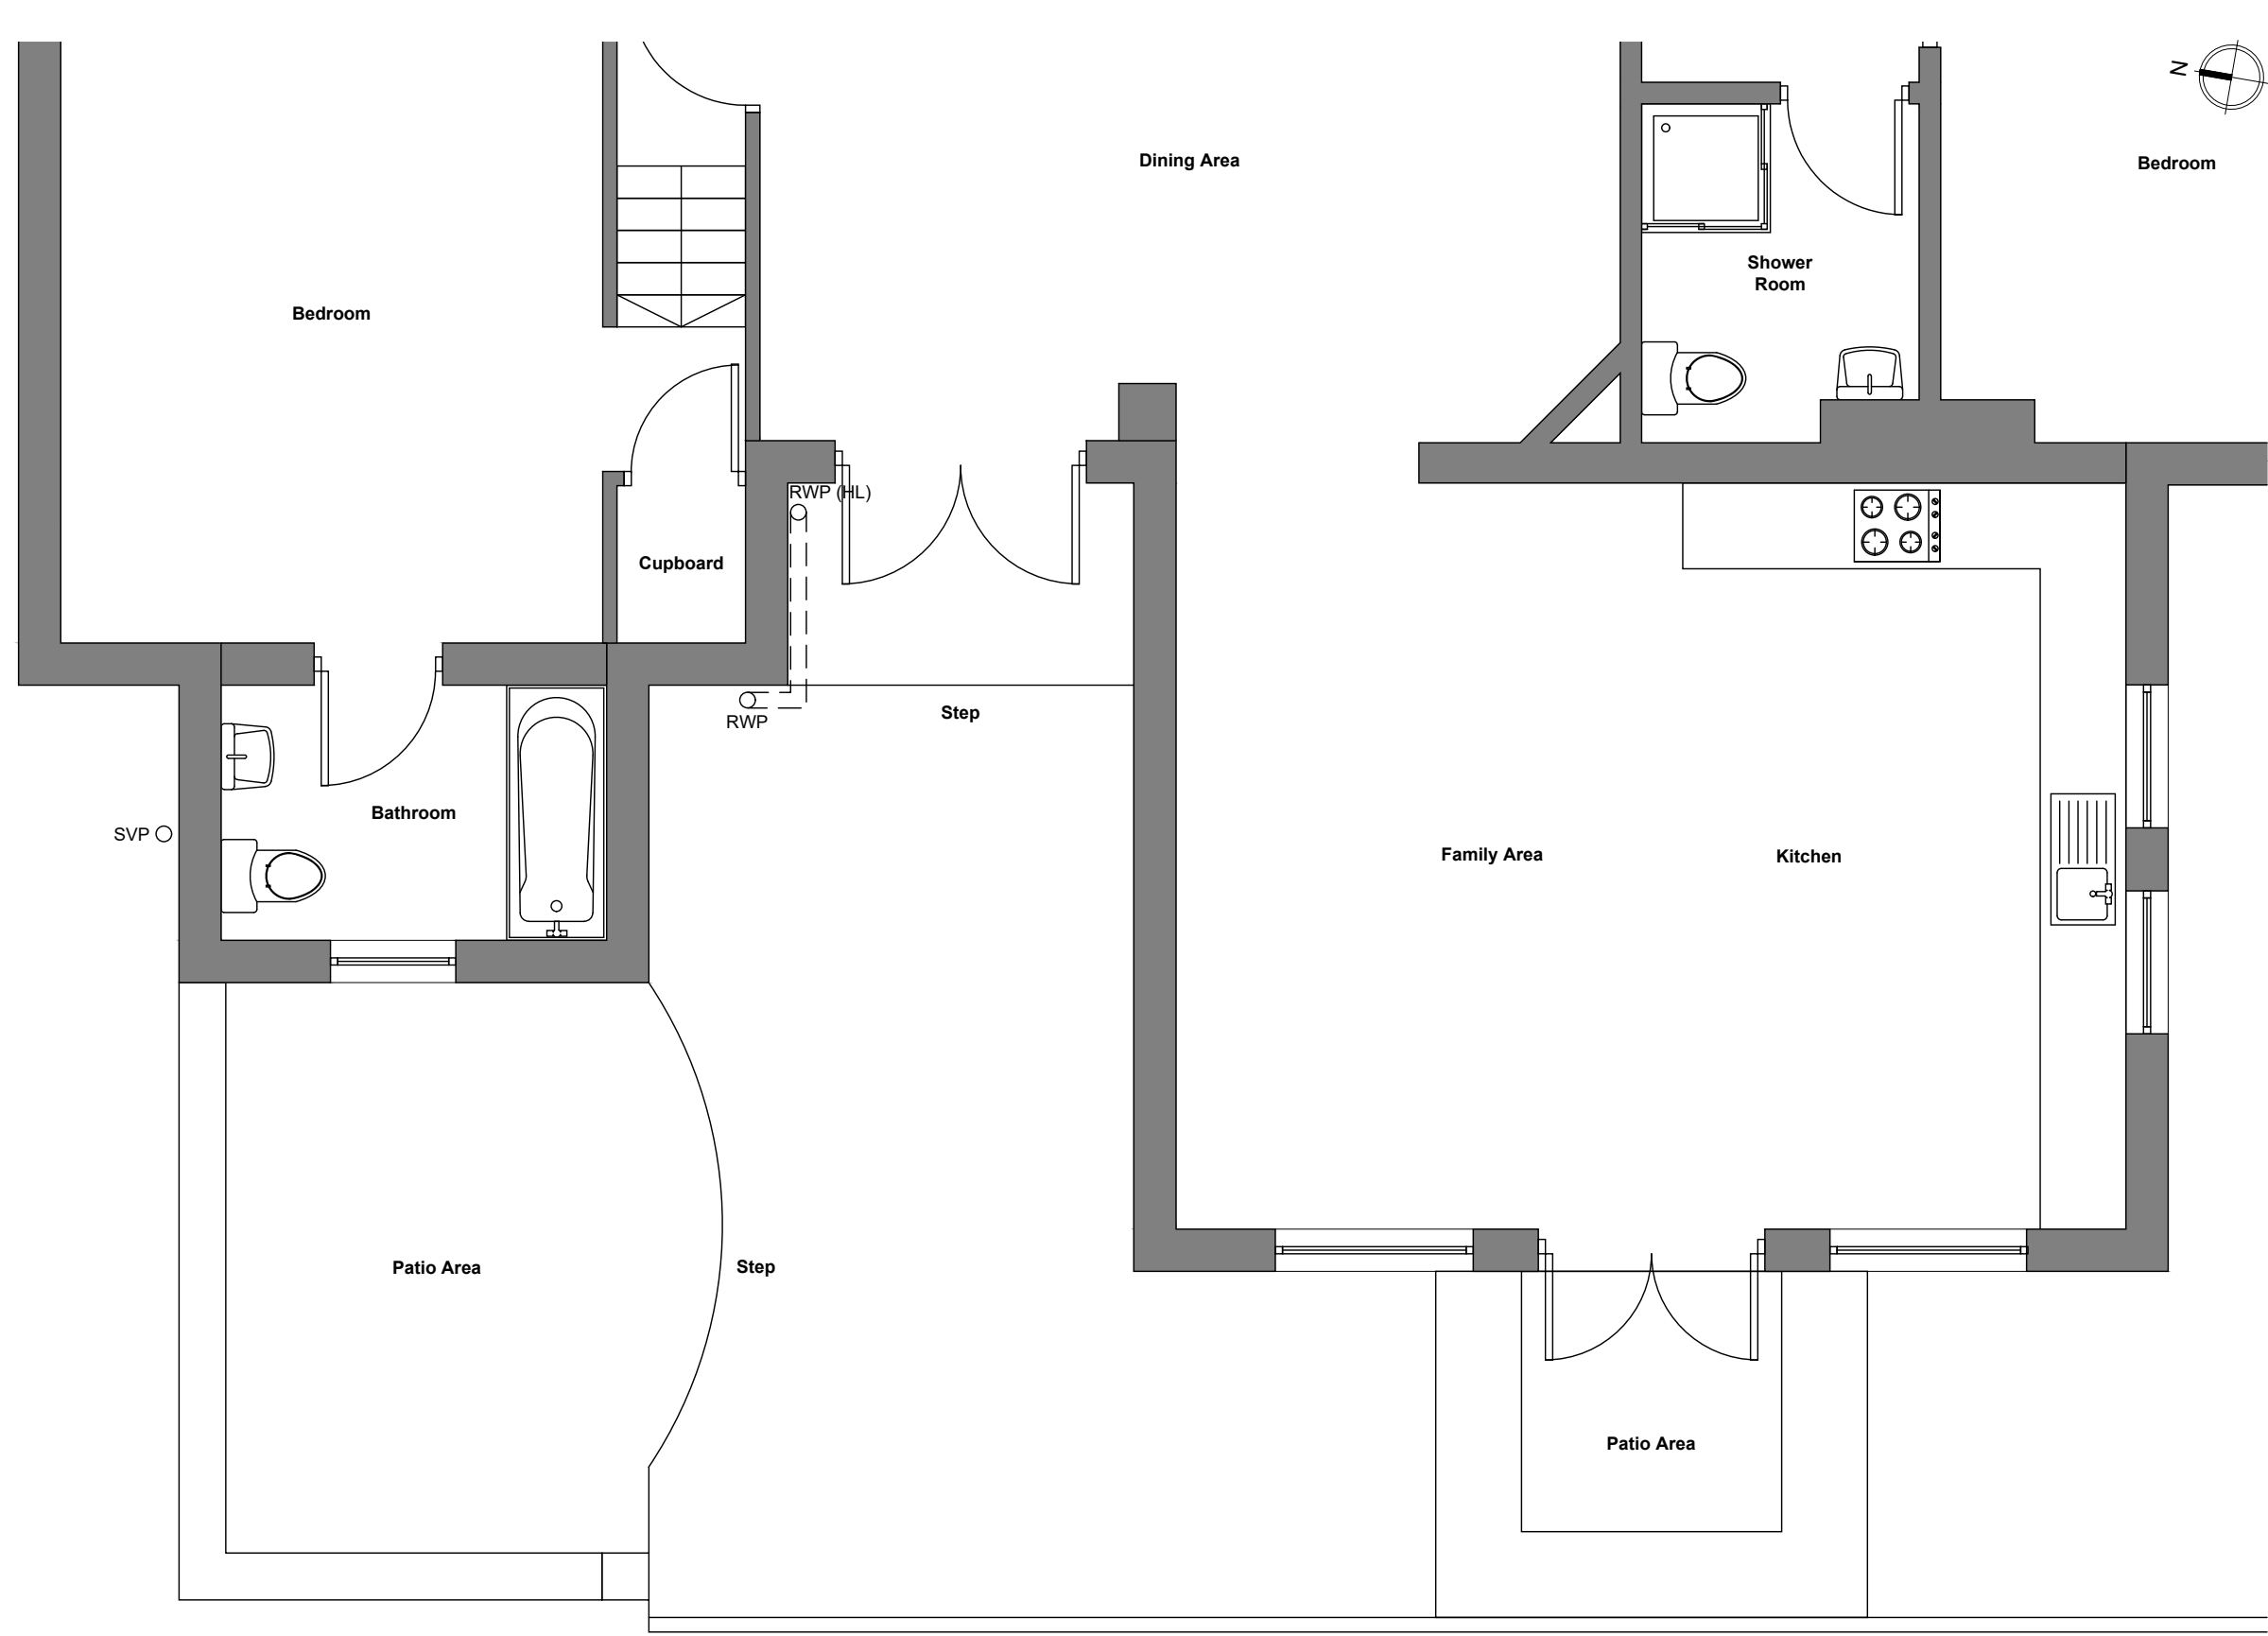 N
Dining Area
Bedroom
Shower
Room
Bedroom
RWP (HL)
Cupboard
Step
RWP
Bathroom
SVP
Family Area
Kitchen
Patio Area
Step
Patio Area